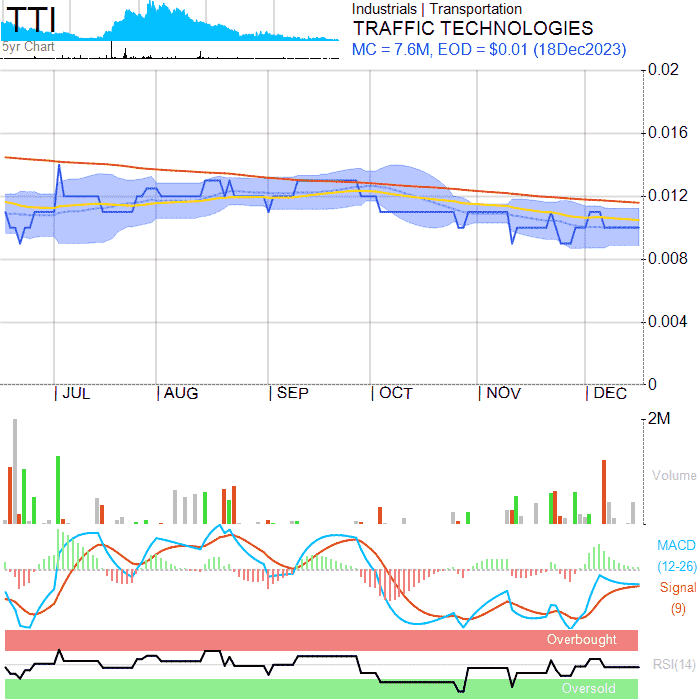 TTI
5yr Chart
Industrials | Transportation
TRAFFIC TECHNOLOGIES
MC = 7.6M, EOD = $0.01 (18Dec2023)
0.02
0.016
0.012
0.008
0.004
0
| JUL | AUG | SEP | OCT | NOV | DEC
2M
Volume
MACD
(12-26)
Signal
(9)
Overbought
RSI(14)
Oversold